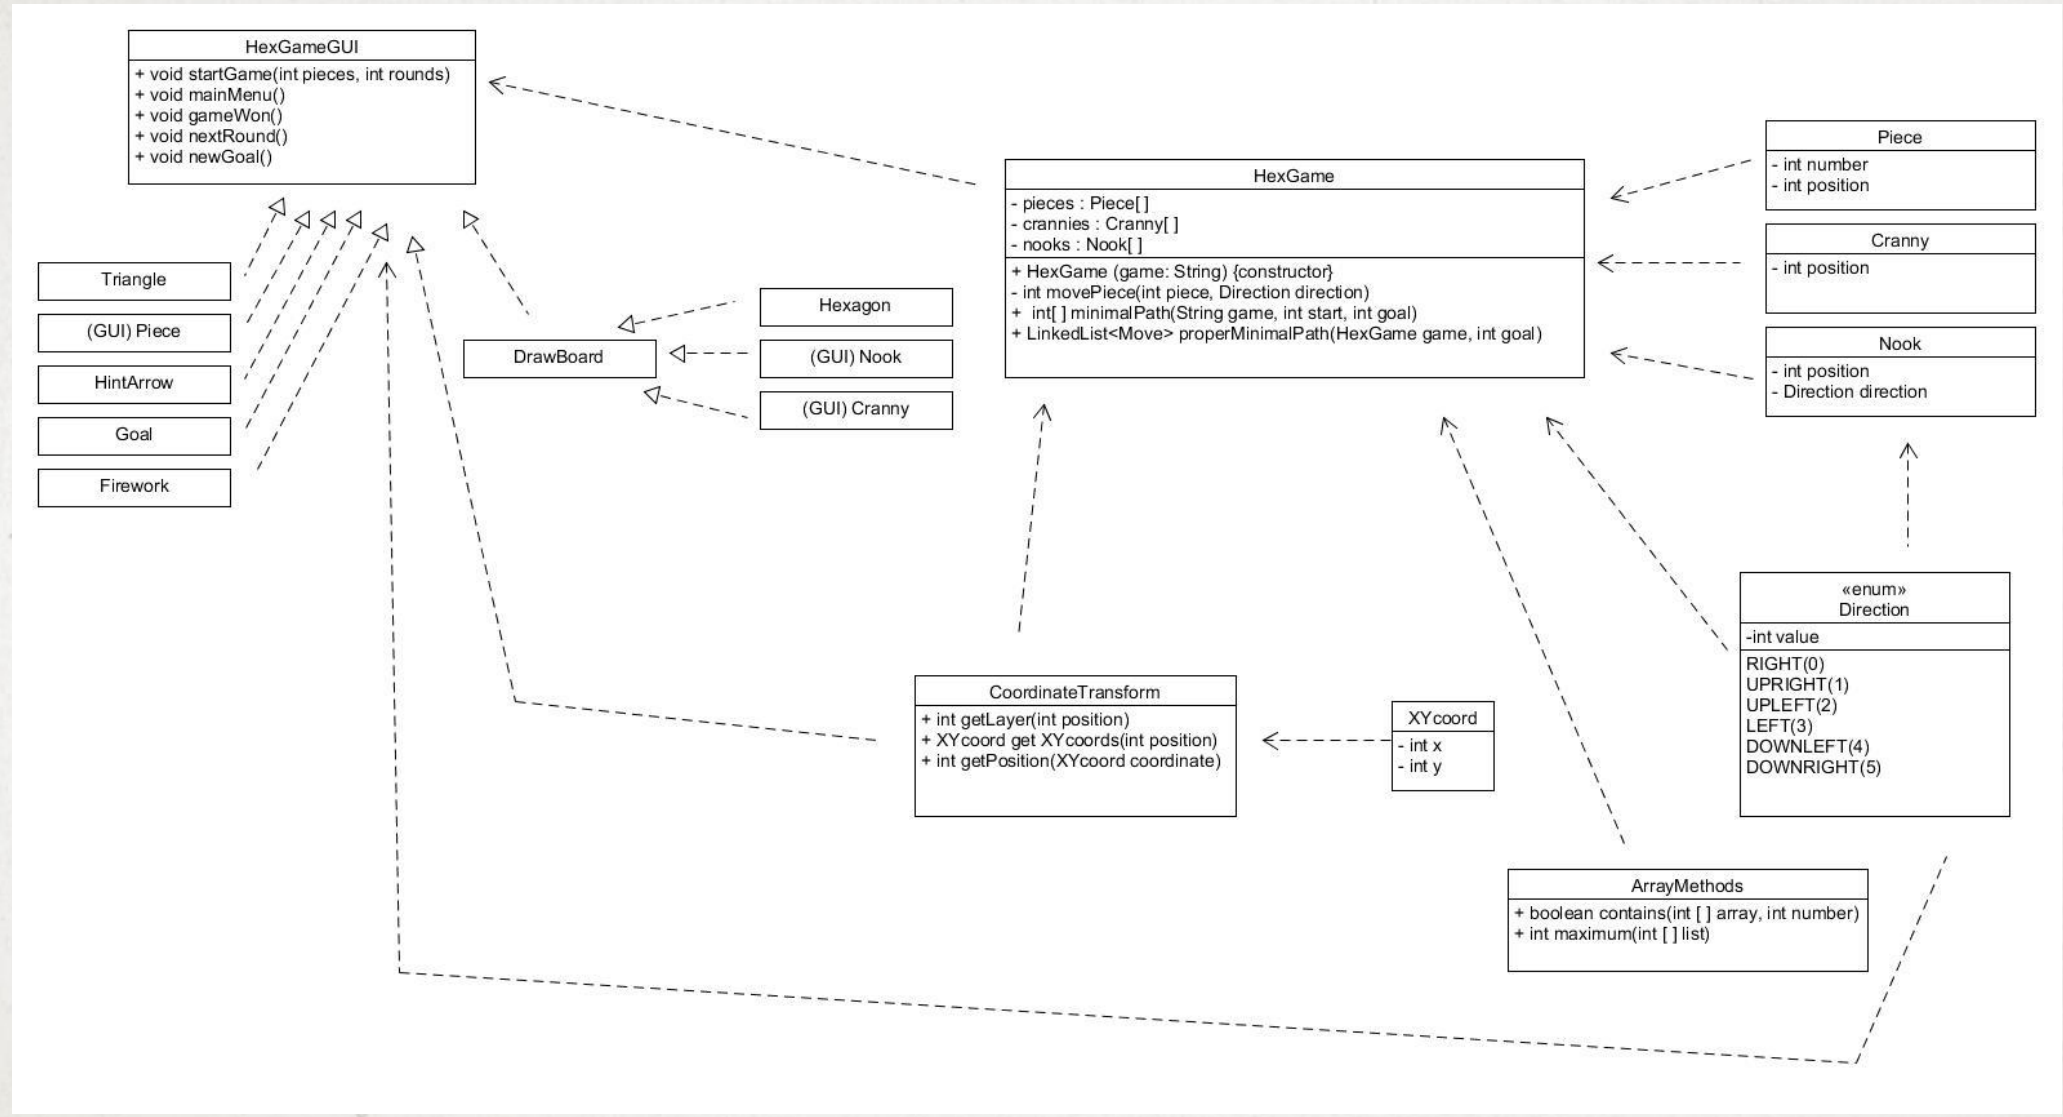 HexGameGUI
+ void startGame(int pieces, int rounds)
+ void mainMenu()
+ void gameWon()
+ void nextRound()
+ void newGoal()
Triangle
(GUI) Piece
HintArrow
Goal
Firework
DrawBoard
Hexagon
(GUI) Nook
(GUI) Cranny
HexGame
- pieces : Piece[ ]
- crannies : Cranny[ ]
- nooks : Nook[ ]
+ HexGame (game: String) {constructor}
- int movePiece(int piece, Direction direction)
+ int[ ] minimalPath(String game, int start, int goal)
+ LinkedList<Move> properMinimalPath(HexGame game, int goal)
Piece
- int number
- int position
Cranny
- int position
Nook
- int position
- Direction direction
«enum»
Direction
-int value
RIGHT(0)
UPRIGHT(1)
UPLEFT(2)
LEFT(3)
DOWNLEFT(4)
DOWNRIGHT(5)
CoordinateTransform
+ int getLayer(int position)
+ XYcoord get XYcoords(int position)
+ int getPosition(XYcoord coordinate)
XYcoord
- int x
- int y
ArrayMethods
+ boolean contains(int [ ] array, int number)
+ int maximum(int [ ] list)